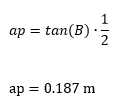 ap = tan(B) · 1/2
ap = 0.187 m